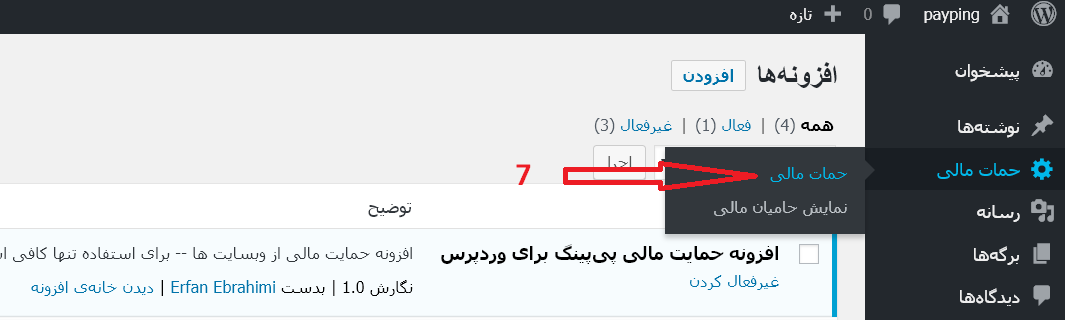 payping 0 تازه
پیشخوان
نوشته‌ها
حمات مالی
رسانه
برگه‌ها
دیدگاه‌ها
افزونه‌ها افزودن
همه (4) | فعال (1) | غیرفعال (3)
اجرا
7
حمات مالی
نمایش حامیان مالی
توضیح
افزونه حمایت مالی پی‌پینگ برای وردپرس
غیرفعال کردن
افزونه حمایت مالی از وبسایت ها -- برای استفاده تنها کافی
نگارش 1.0 | بدست Erfan Ebrahimi | دیدن خانه‌ی افزونه